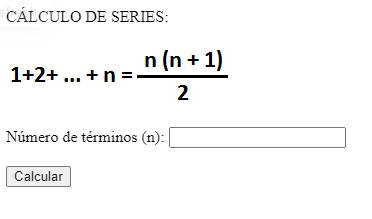 CÁLCULO DE SERIES:
1+2+ ... + n = n (n + 1)
2
Número de términos (n):
Calcular